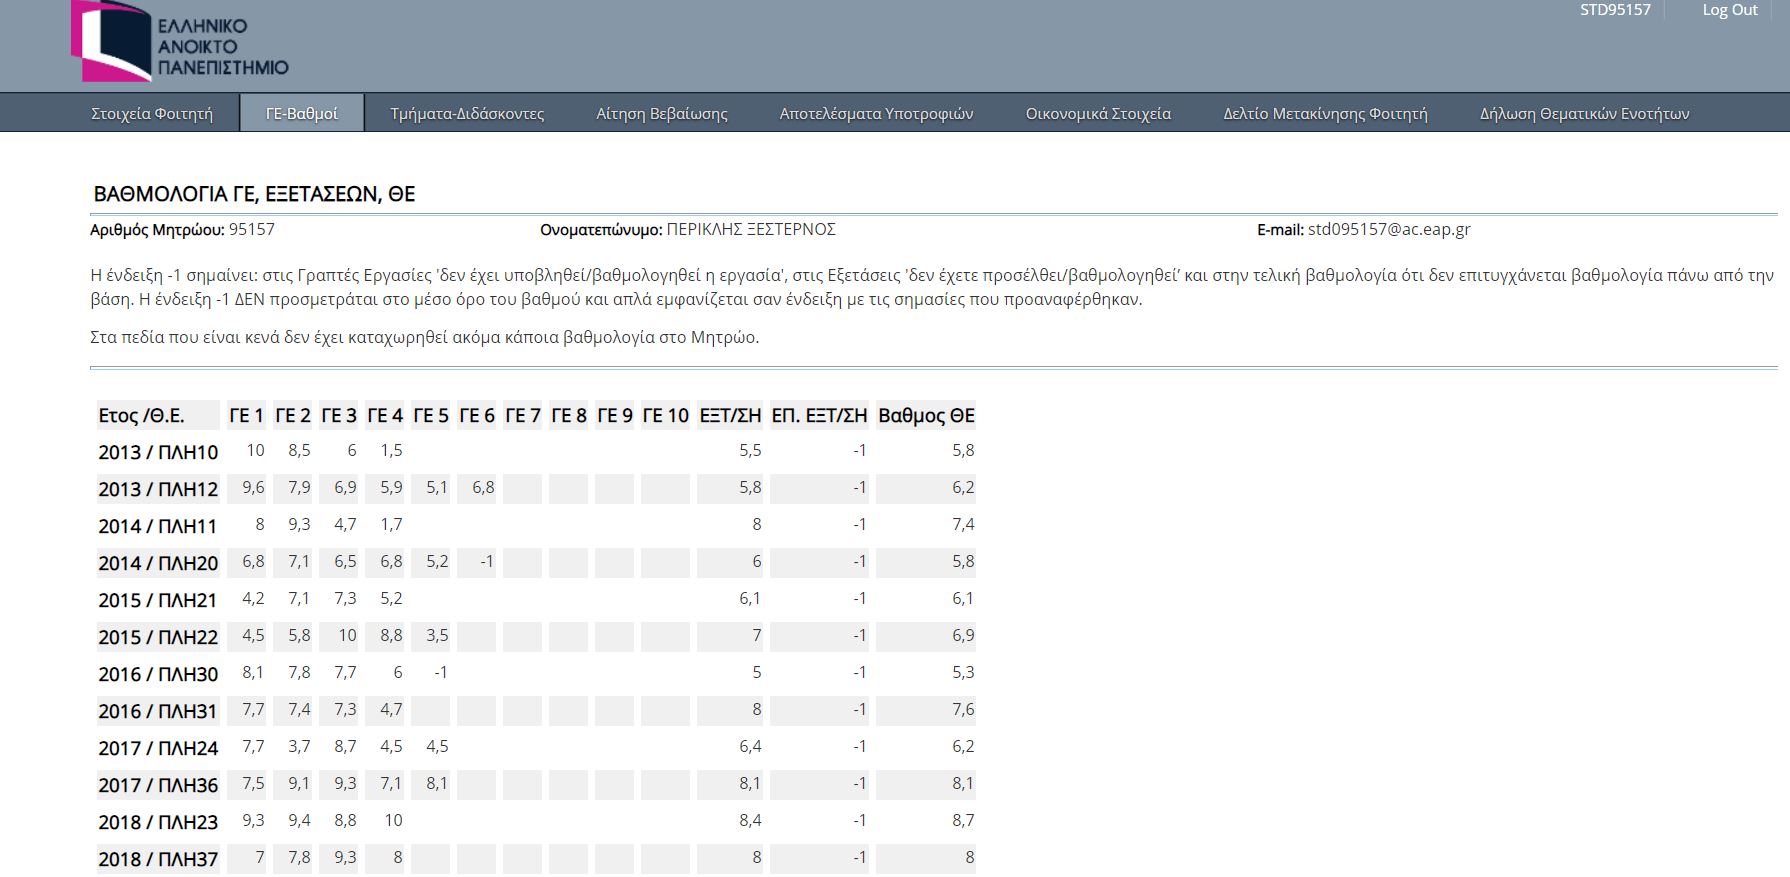 STD95157 Log Out
ΕΛΛΗΝΙΚΟ
ΑΝΟΙΚΤΟ
ΠΑΝΕΠΙΣΤΗΜΙΟ
Στοιχεία Φοιτητή ΓΕ-Βαθμοί Τμήματα-Διδάσκοντες Αίτηση Βεβαίωσης Αποτελέσματα Υποτροφιών Οικονομικά Στοιχεία Δελτίο Μετακίνησης Φοιτητή Δήλωση Θεματικών Ενοτήτων
ΒΑΘΜΟΛΟΓΙΑ ΓΕ, ΕΞΕΤΑΣΕΩΝ, ΘΕ
Αριθμός Μητρώου: 95157 Ονοματεπώνυμο: ΠΕΡΙΚΛΗΣ ΞΕΣΤΕΡΝΟΣ E-mail: std095157@ac.eap.gr
Η ένδειξη -1 σημαίνει: στις Γραπτές Εργασίες 'δεν έχει υποβληθεί/βαθμολογηθεί η εργασία', στις Εξετάσεις 'δεν έχετε προσέλθει/βαθμολογηθεί’ και στην τελική βαθμολογία ότι δεν επιτυγχάνεται βαθμολογία πάνω από την
βάση. Η ένδειξη -1 ΔΕΝ προσμετράται στο μέσο όρο του βαθμού και απλά εμφανίζεται σαν ένδειξη με τις σημασίες που προαναφέρθηκαν.
Στα πεδία που είναι κενά δεν έχει καταχωρηθεί ακόμα κάποια βαθμολογία στο Μητρώο.
Ετος /Θ.Ε. ΓΕ 1 ΓΕ 2 ΓΕ 3 ΓΕ 4 ΓΕ 5 ΓΕ 6 ΓΕ 7 ΓΕ 8 ΓΕ 9 ΓΕ 10 ΕΞΤ/ΣΗ ΕΠ. ΕΞΤ/ΣΗ Βαθμος ΘΕ
2013 / ΠΛΗ10 10 8,5 6 1,5 5,5 -1 5,8
2013 / ΠΛΗ12 9,6 7,9 6,9 5,9 5,1 6,8 5,8 -1 6,2
2014 / ΠΛΗ11 8 9,3 4,7 1,7 8 -1 7,4
2014 / ΠΛΗ20 6,8 7,1 6,5 6,8 5,2 -1 6 -1 5,8
2015 / ΠΛΗ21 4,2 7,1 7,3 5,2 6,1 -1 6,1
2015 / ΠΛΗ22 4,5 5,8 10 8,8 3,5 7 -1 6,9
2016 / ΠΛΗ30 8,1 7,8 7,7 6 -1 5 -1 5,3
2016 / ΠΛΗ31 7,7 7,4 7,3 4,7 8 -1 7,6
2017 / ΠΛΗ24 7,7 3,7 8,7 4,5 4,5 6,4 -1 6,2
2017 / ΠΛΗ36 7,5 9,1 9,3 7,1 8,1 8,1 -1 8,1
2018 / ΠΛΗ23 9,3 9,4 8,8 10 8,4 -1 8,7
2018 / ΠΛΗ37 7 7,8 9,3 8 8 -1 8